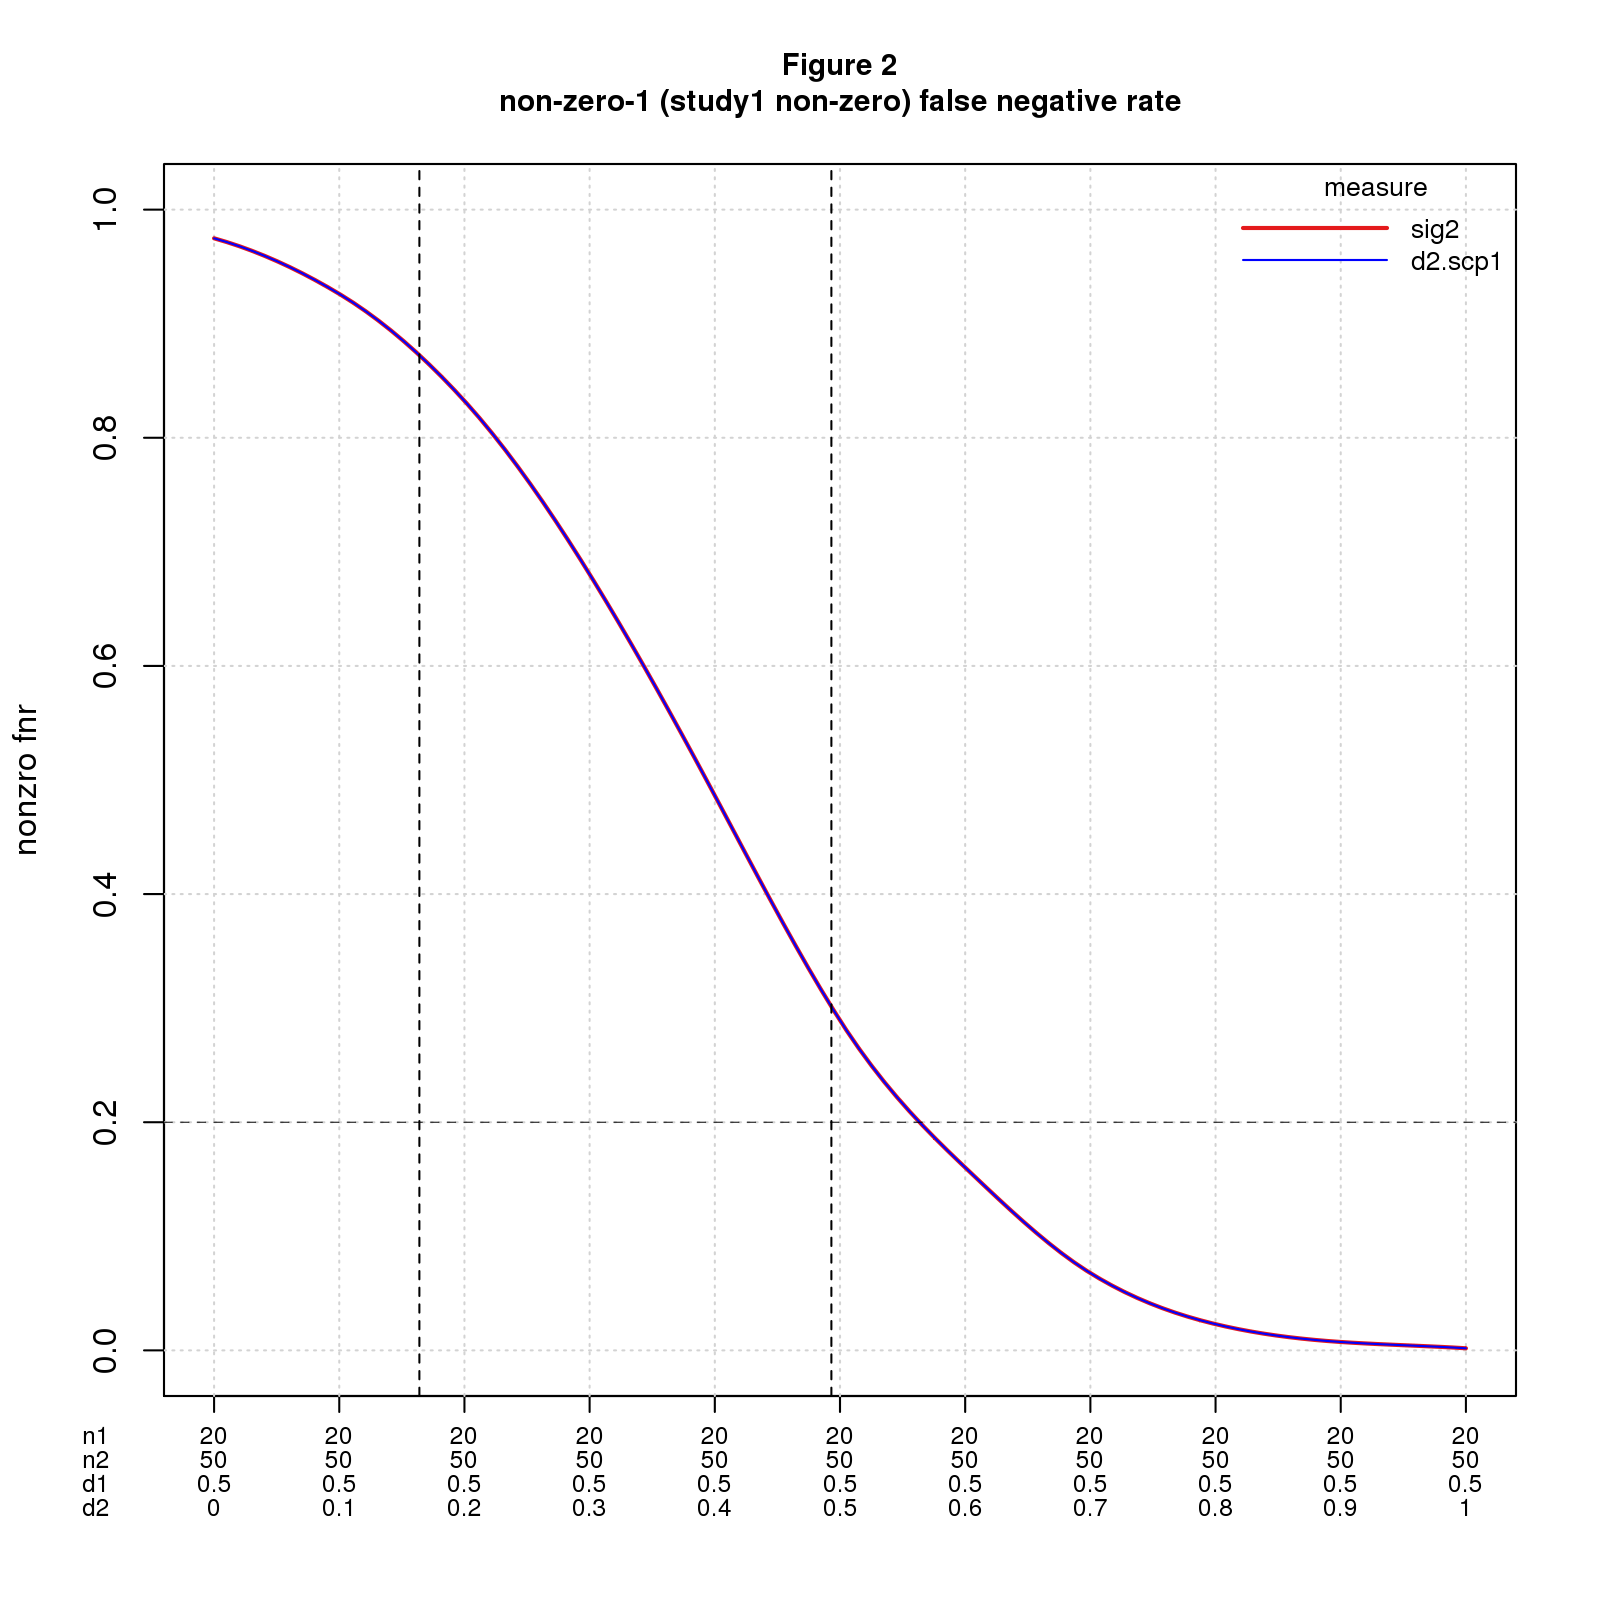 Figure 2
non-zero-1 (study1 non-zero) false negative rate
measure
sig2
d2.scp1
nonzro fnr
1.0
0.8
0.6
0.4
0.2
0.0
n1 20 20 20 20 20 20 20 20 20 20 20
n2 50 50 50 50 50 50 50 50 50 50 50
d1 0.5 0.5 0.5 0.5 0.5 0.5 0.5 0.5 0.5 0.5 0.5
d2 0 0.1 0.2 0.3 0.4 0.5 0.6 0.7 0.8 0.9 1